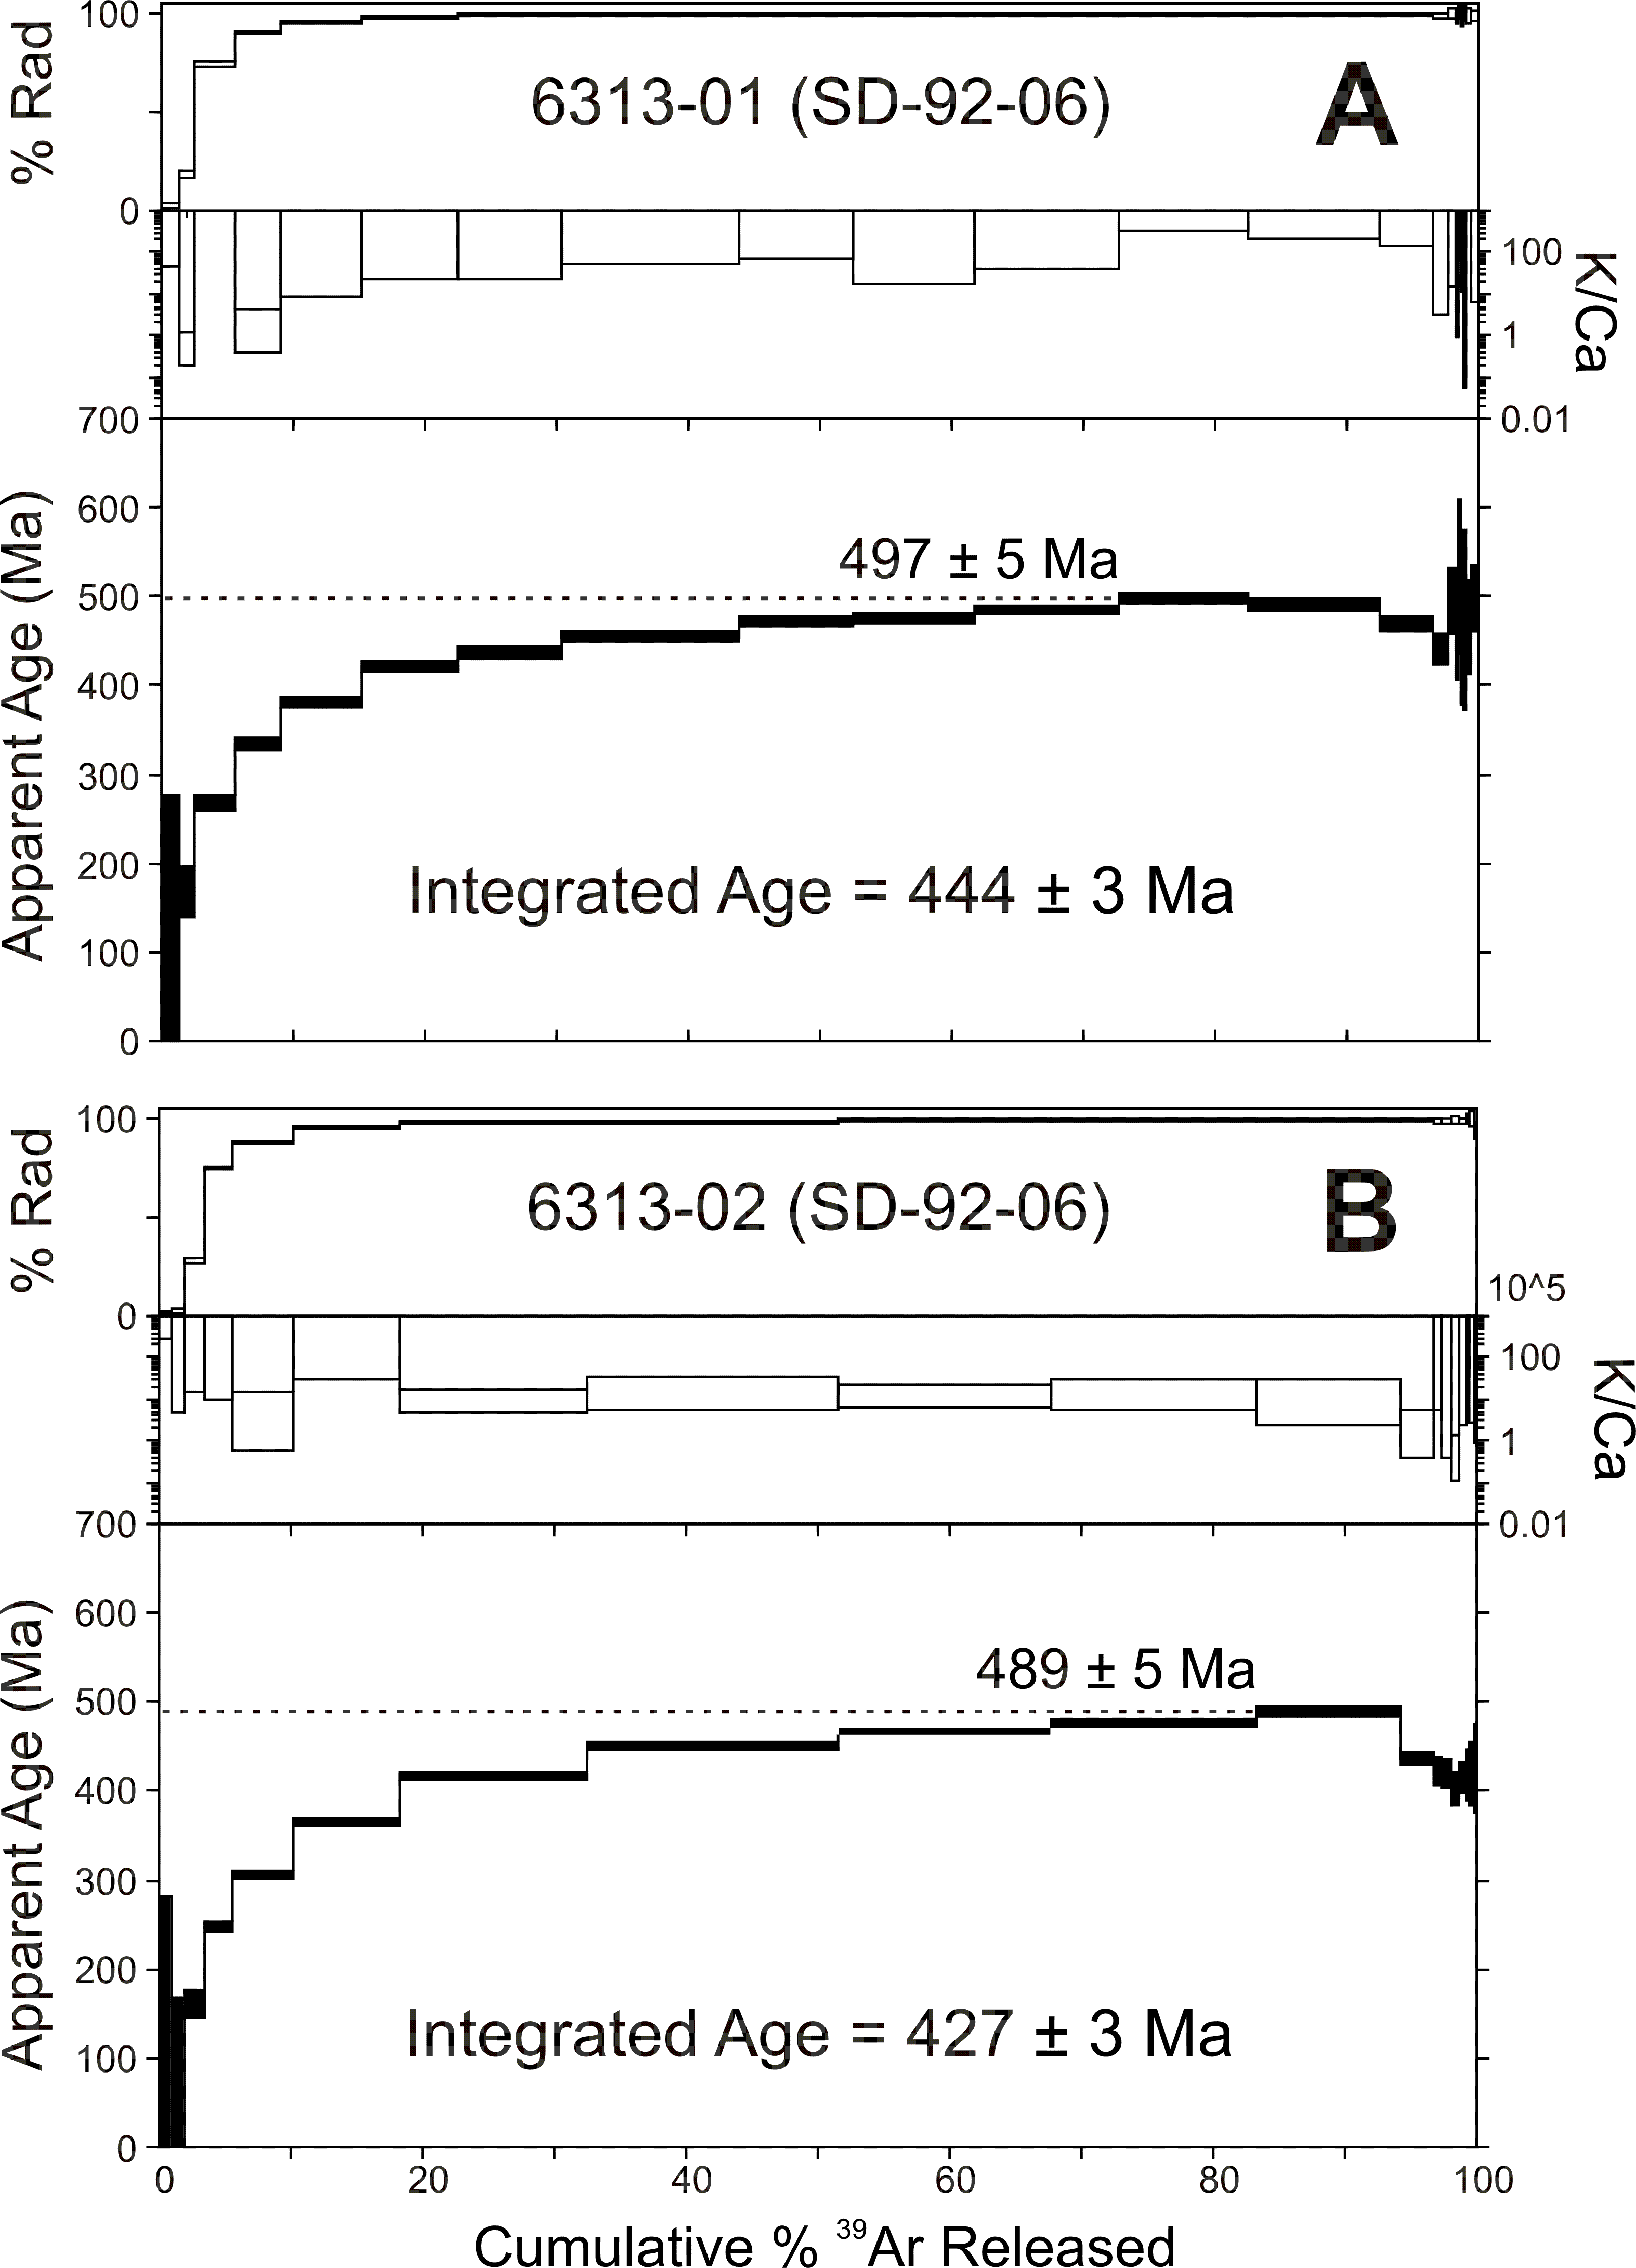 100
% Rad
6313-01 (SD-92-06)
A
0
100
K/Ca
1
0.01
700
600
500
400
300
200
100
0
Apparent Age (Ma)
497 ± 5 Ma
Integrated Age = 444 ± 3 Ma
100
% Rad
6313-02 (SD-92-06)
B
0
10^5
100
K/Ca
1
0.01
700
600
500
400
300
200
100
0
Apparent Age (Ma)
489 ± 5 Ma
Integrated Age = 427 ± 3 Ma
0 20 40 60 80 100
Cumulative % ³⁹Ar Released